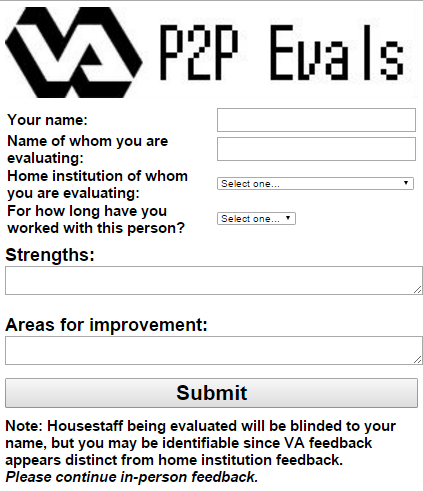 VA P2P Evals
Your name:
Name of whom you are
evaluating:
Home institution of whom
you are evaluating:
Select one...
For how long have you
worked with this person?
Select one...
Strengths:
Areas for improvement:
Submit
Note: Housestaff being evaluated will be blinded to your
name, but you may be identifiable since VA feedback
appears distinct from home institution feedback.
Please continue in-person feedback.